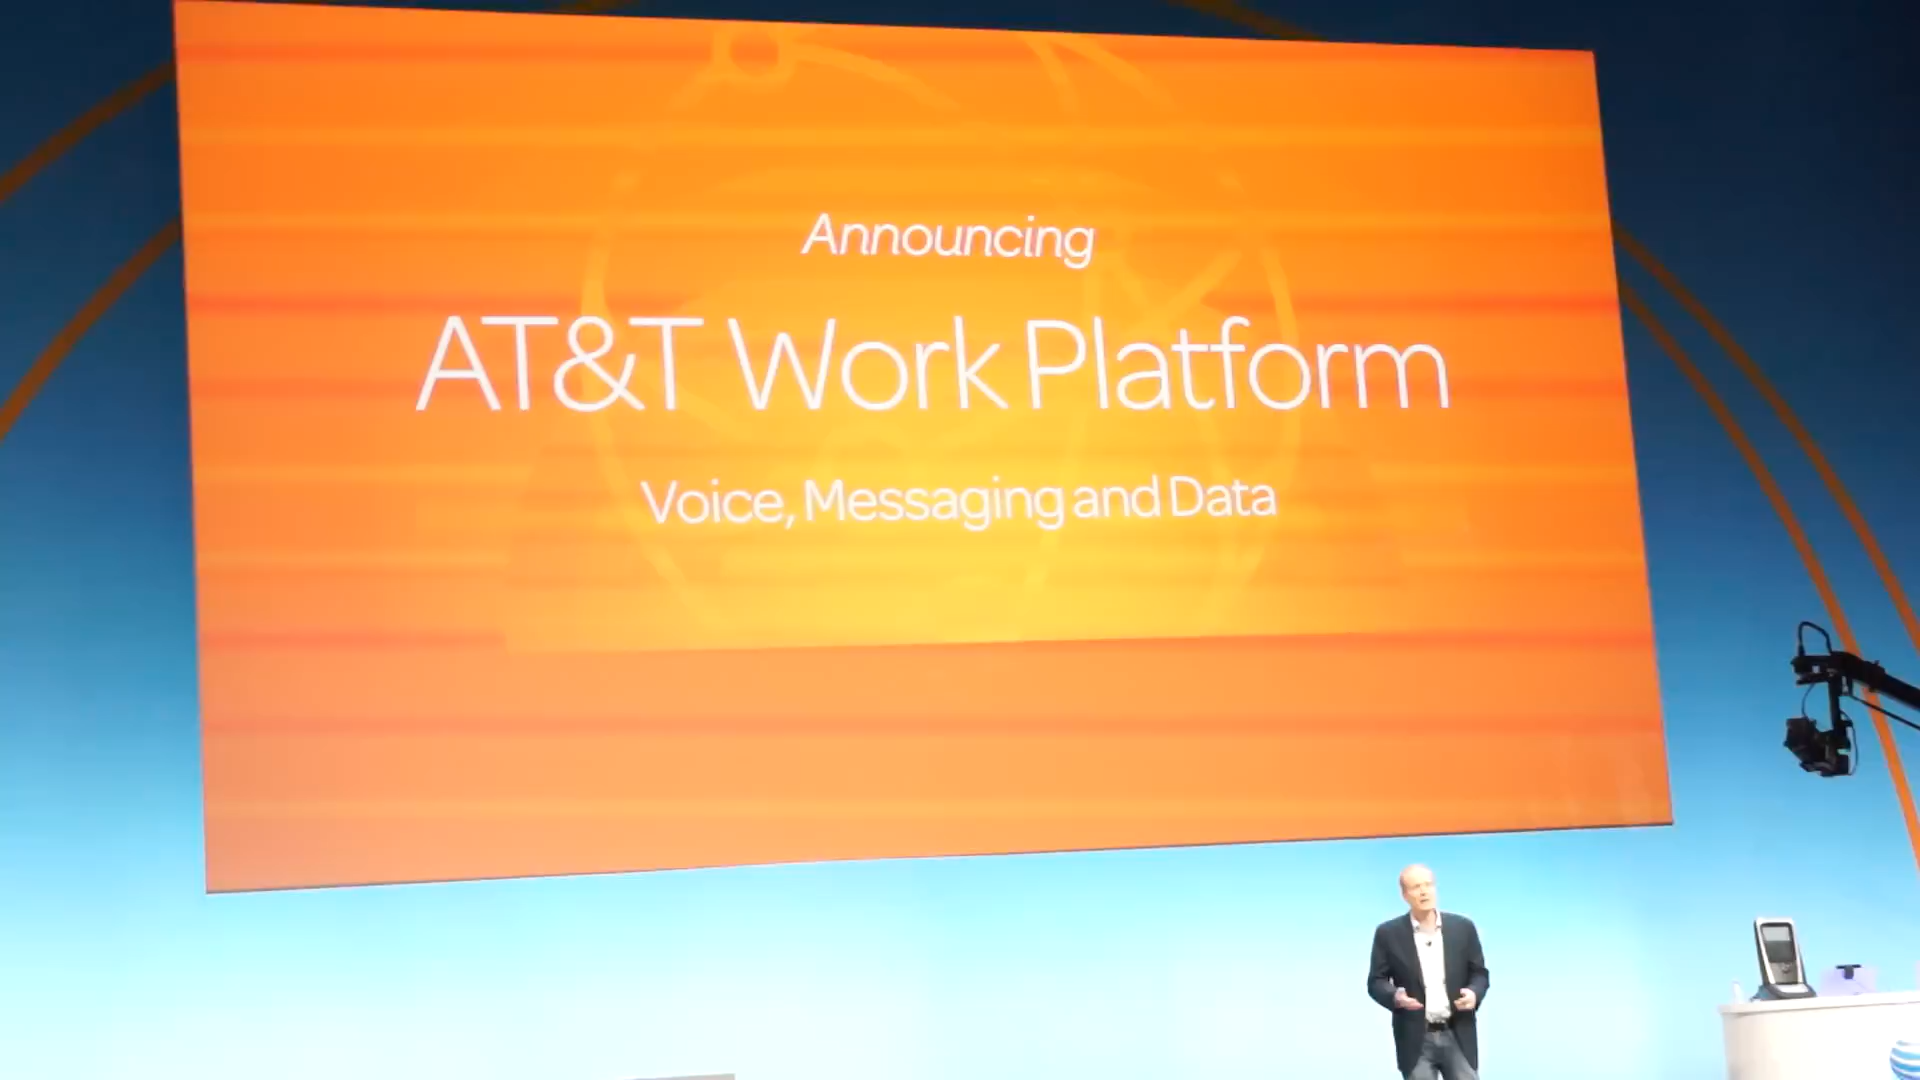 Announcing
AT&T Work Platform
Voice, Messaging and Data